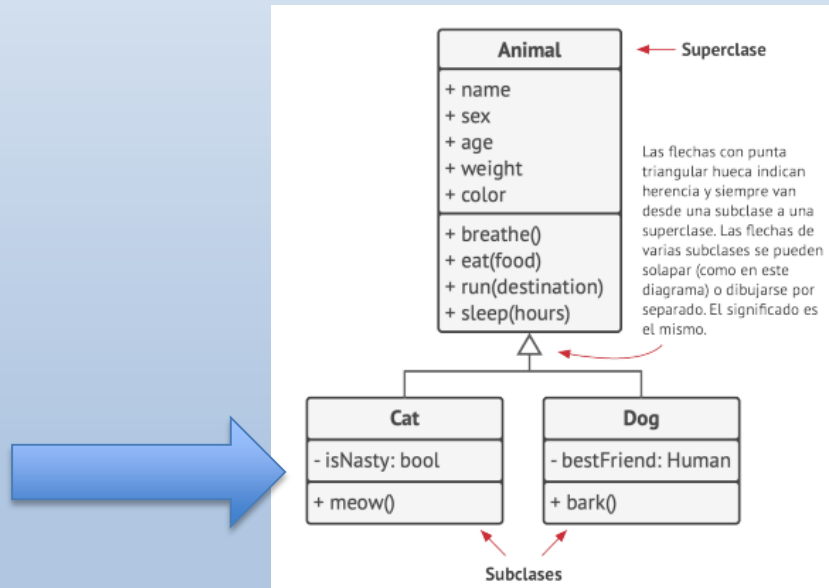 Animal
Superclase
+ name
+ sex
+ age
+ weight
+ color
+ breathe()
+ eat(food)
+ run(destination)
+ sleep(hours)
Las flechas con punta
triangular hueca indican
herencia y siempre van
desde una subclase a una
superclase. Las flechas de
varias subclases se pueden
solapar (como en este
diagrama) o dibujarse por
separado. El significado es
el mismo.
Cat
- isNasty: bool
+ meow()
Dog
- bestFriend: Human
+ bark()
Subclases